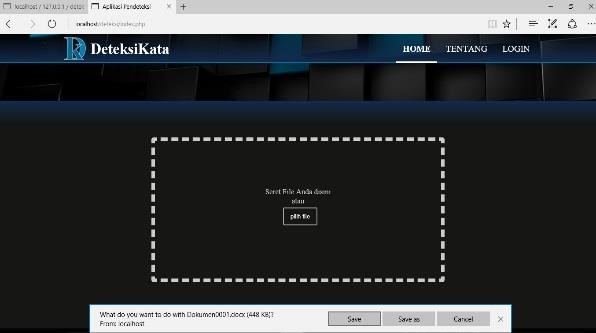 localhost / 127.0.0.1 / detek
Aplikasi Pendeteksi
localhost/deteksi/index.php
DeteksiKata
HOME TENTANG LOGIN
Seret File Anda disini
atau
pilih file
What do you want to do with Dokumen0001.docx (448 KB)?
From: localhost
Save Save as Cancel